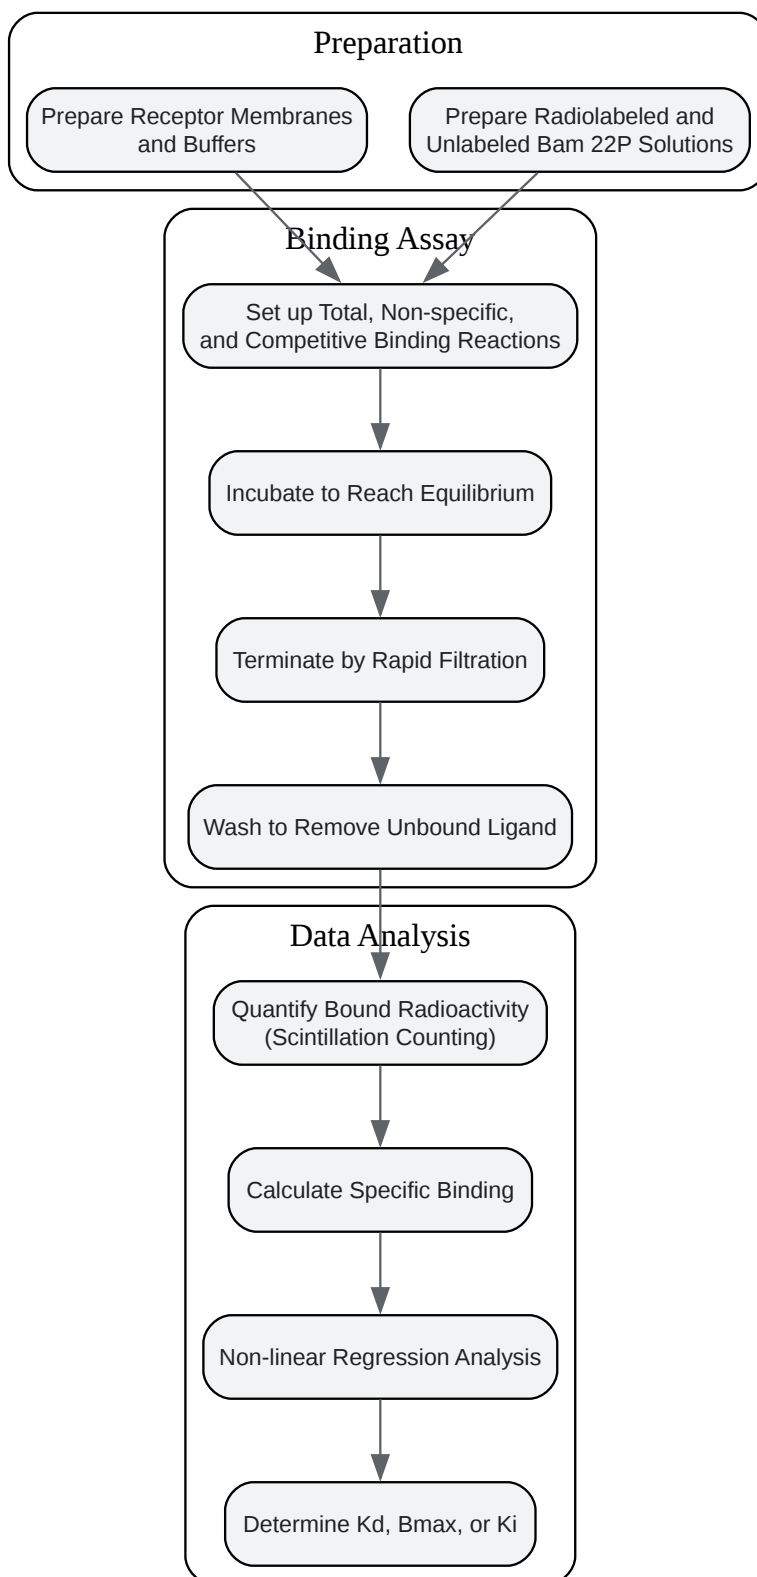 Preparation
Prepare Receptor Membranes
and Buffers
Prepare Radiolabeled and
Unlabeled Bam 22P Solutions
Binding Assay
Set up Total, Non-specific,
and Competitive Binding Reactions
Incubate to Reach Equilibrium
Terminate by Rapid Filtration
Wash to Remove Unbound Ligand
Data Analysis
Quantify Bound Radioactivity
(Scintillation Counting)
Calculate Specific Binding
Non-linear Regression Analysis
Determine Kd, Bmax, or Ki